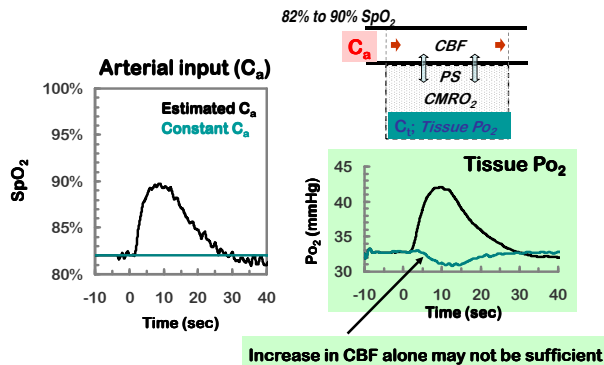 82% to 90% SpO₂
Cₐ
CBF
PS
CMRO₂
Cₜ; Tissue Po₂
Arterial input (Cₐ)
Estimated Cₐ
Constant Cₐ
SpO₂
100%
95%
90%
85%
80%
-10 0 10 20 30 40
Time (sec)
Tissue Po₂
Po₂ (mmHg)
45
40
35
30
-10 0 10 20 30 40
Time (sec)
Increase in CBF alone may not be sufficient